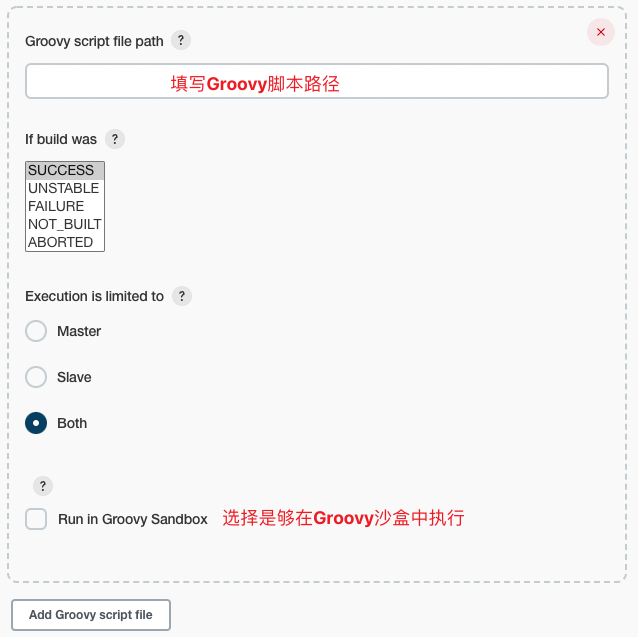 Groovy script file path ?
×
填写Groovy脚本路径
If build was ?
SUCCESS
UNSTABLE
FAILURE
NOT_BUILT
ABORTED
Execution is limited to ?
Master
Slave
Both
?
Run in Groovy Sandbox 选择是够在Groovy沙盒中执行
Add Groovy script file